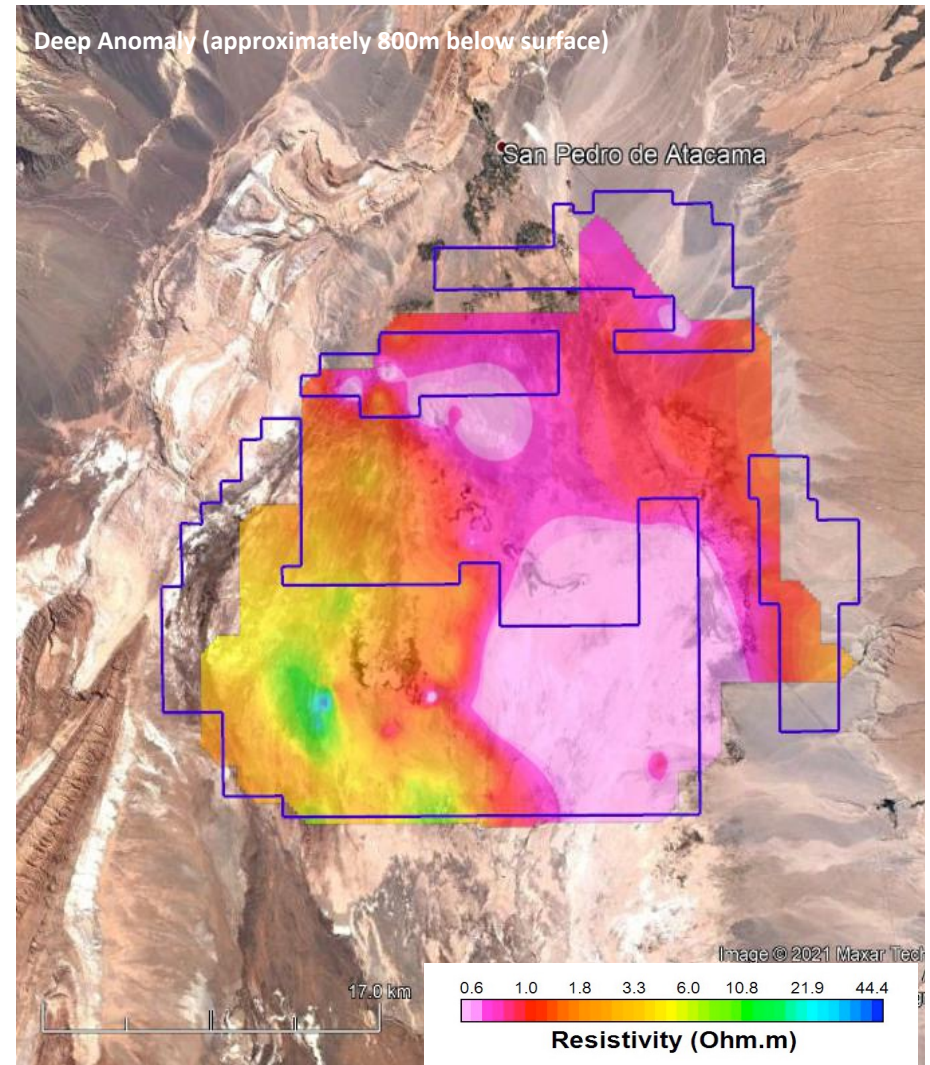 Deep Anomaly (approximately 800m below surface)
San Pedro de Atacama
Image © 2021 Maxar Tech
17.0 km
0.6 1.0 1.8 3.3 6.0 10.8 21.9 44.4
Resistivity (Ohm.m)